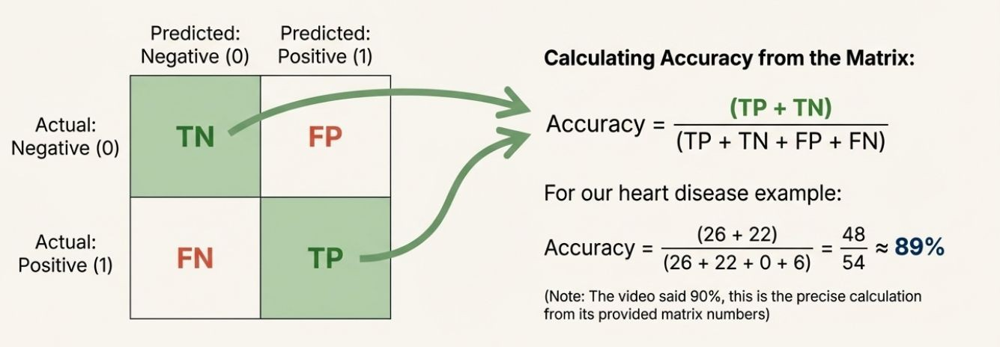 Predicted: Negative (0)
Predicted: Positive (1)
Actual: Negative (0)
TN
FP
Actual: Positive (1)
FN
TP
Calculating Accuracy from the Matrix:
Accuracy = (TP + TN) / (TP + TN + FP + FN)
For our heart disease example:
Accuracy = (26 + 22) / (26 + 22 + 0 + 6) = 48 / 54 ≈ 89%
(Note: The video said 90%, this is the precise calculation
from its provided matrix numbers)